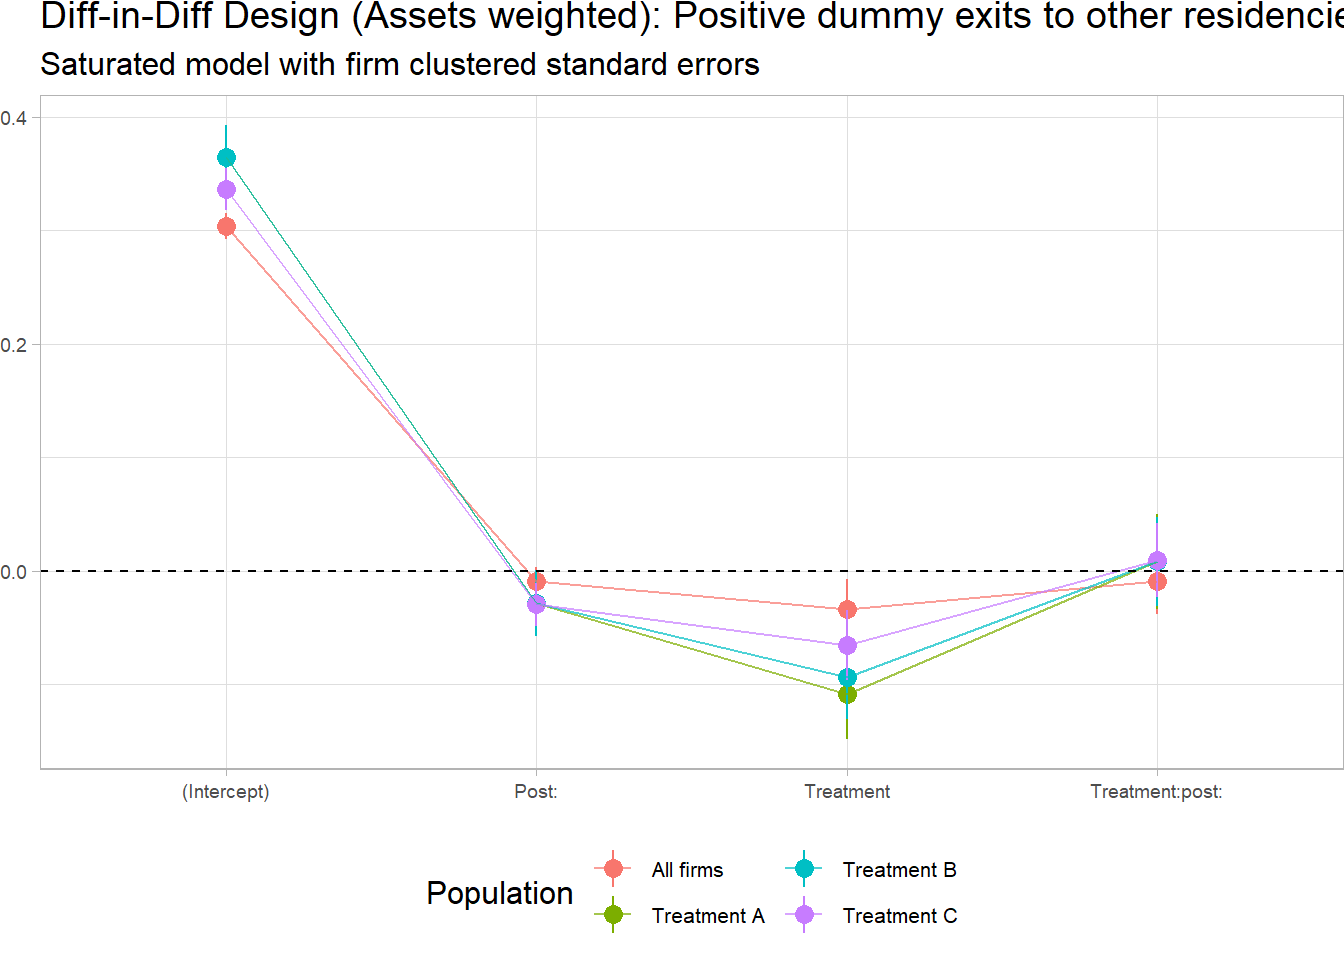 Diff-in-Diff Design (Assets weighted): Positive dummy exits to other residencie
Saturated model with firm clustered standard errors
0.4
0.2
0.0
(Intercept) Post: Treatment Treatment:post:
Population
All firms Treatment B
Treatment A Treatment C